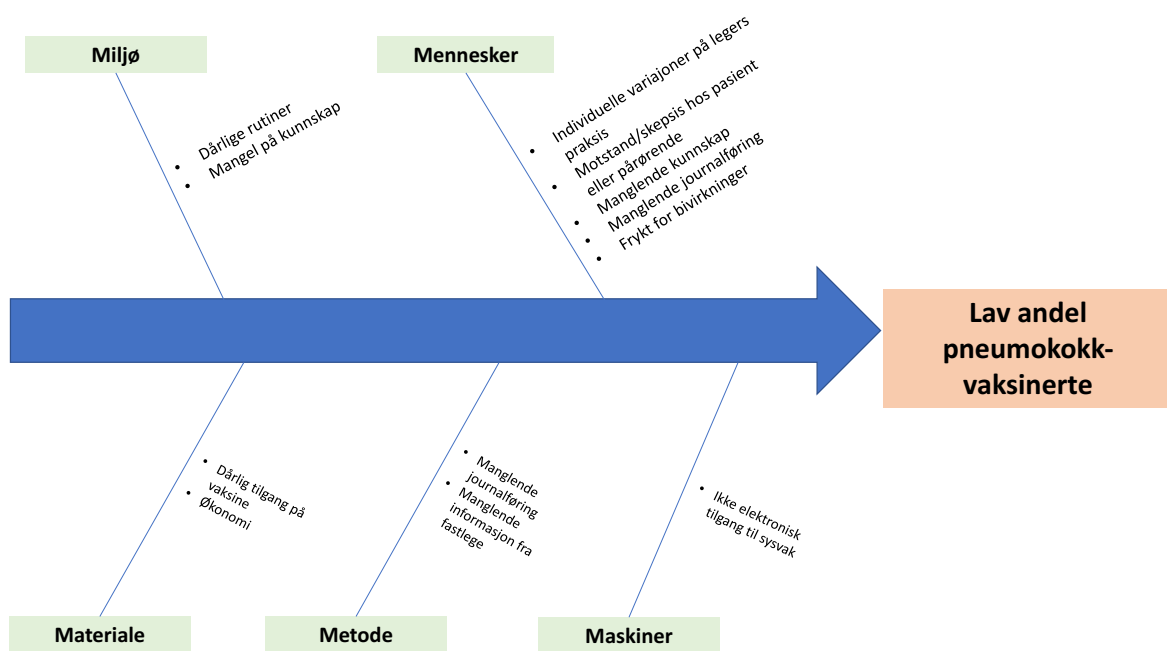 Miljø
Mennesker
Dårlige rutiner
Mangel på kunnskap
Individuelle variajoner på legers
praksis
Motstand/skepsis hos pasient
eller pårørende
Manglende kunnskap
Manglende journalføring
Frykt for bivirkninger
Lav andel
pneumokokk-
vaksinerte
Dårlig tilgang på
vaksine
Økonomi
Manglende
journalføring
Manglende
informasjon fra
fastlege
Ikke elektronisk
tilgang til sysvak
Materiale
Metode
Maskiner